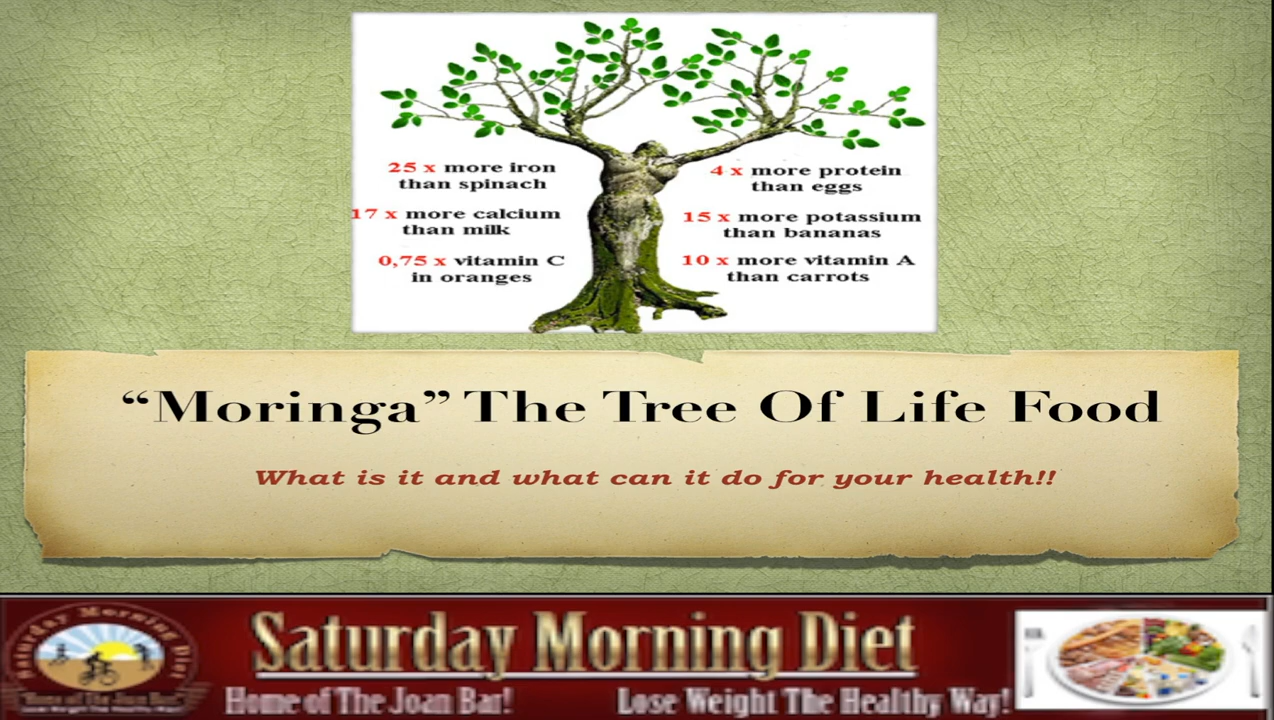 25 x more iron
than spinach
17 x more calcium
than milk
0,75 x vitamin C
in oranges
4 x more protein
than eggs
15 x more potassium
than bananas
10 x more vitamin A
than carrots
“Moringa” The Tree Of Life Food
What is it and what can it do for your health!!
Saturday Morning Diet
Saturday Morning Diet
Home of The Joan Bar!
Lose Weight The Healthy Way!